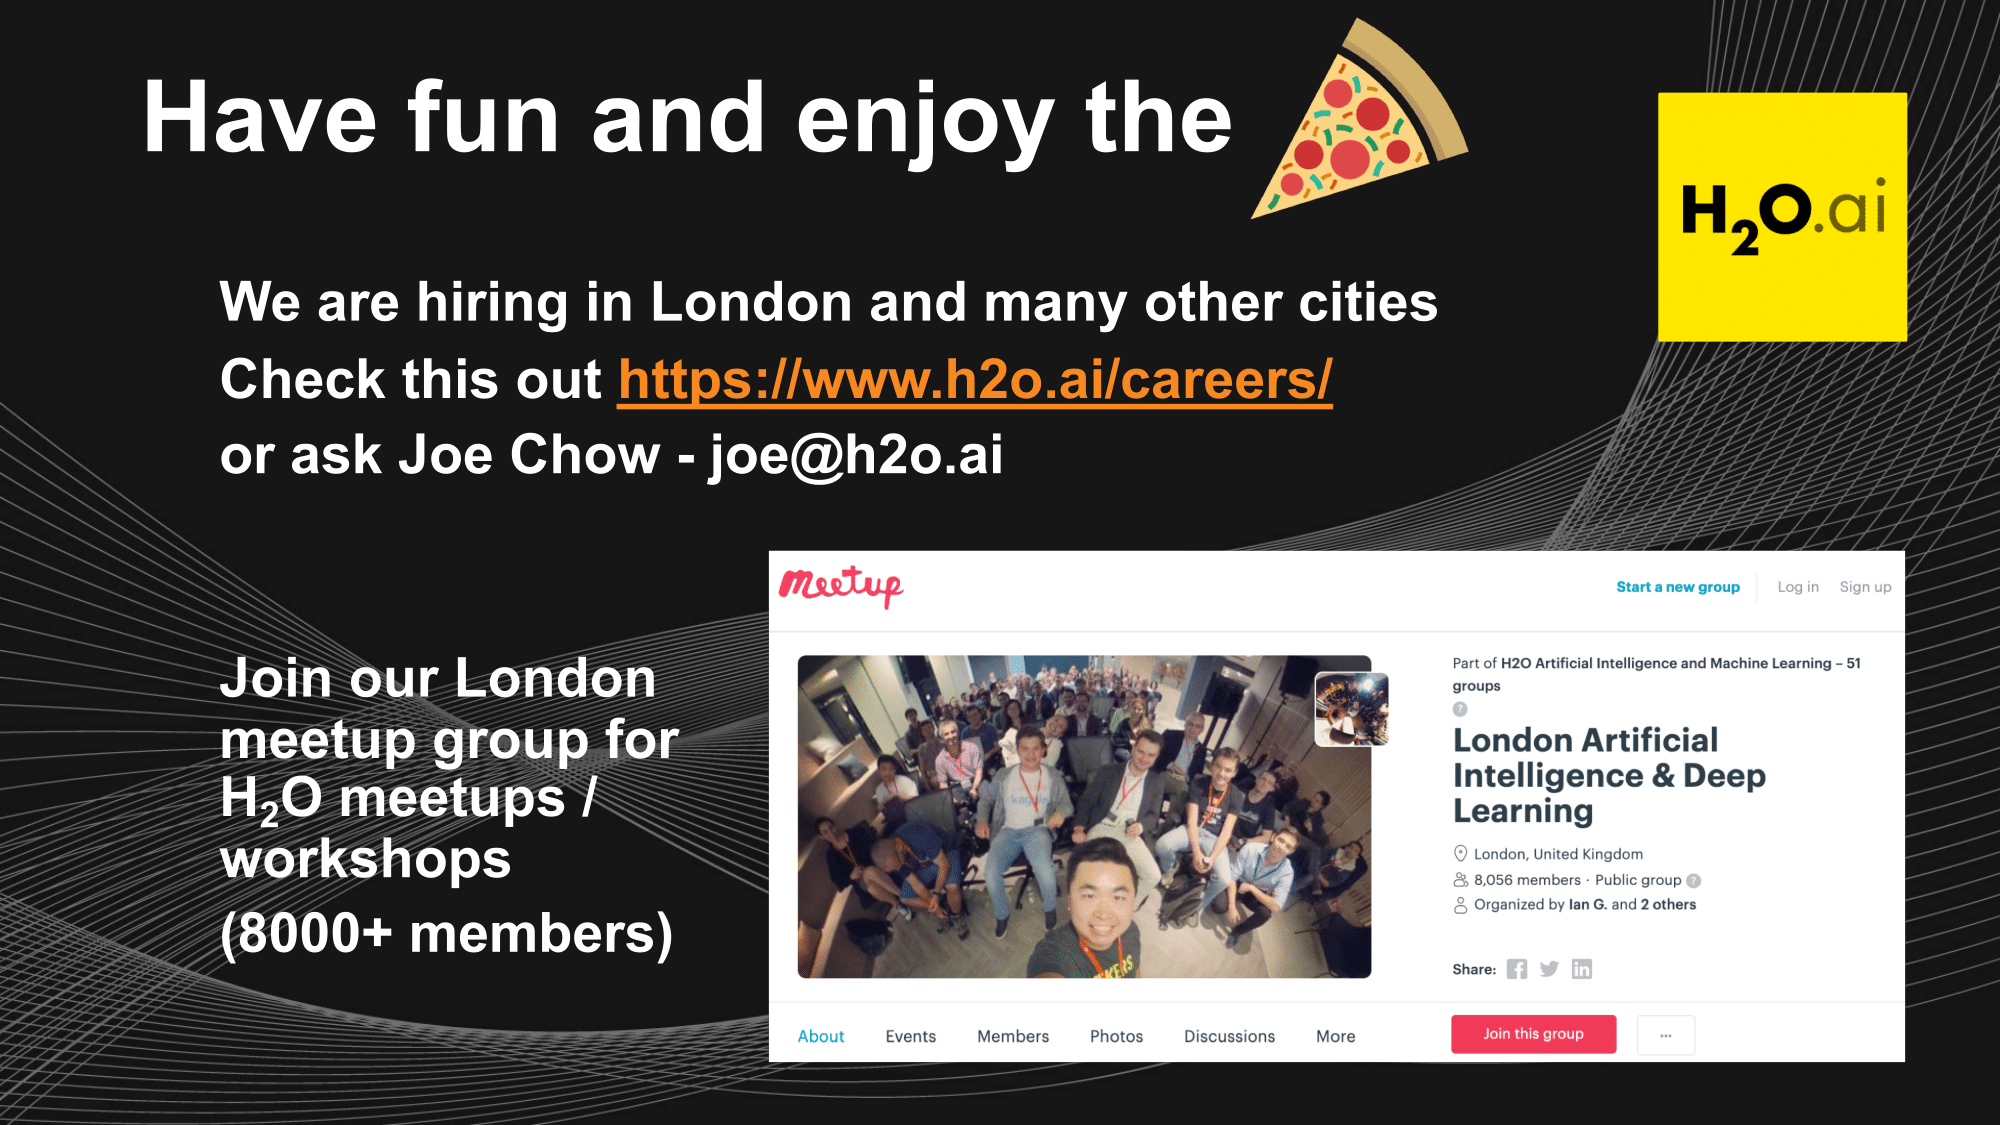 Have fun and enjoy the
H2O.ai
We are hiring in London and many other cities
Check this out https://www.h2o.ai/careers/
or ask Joe Chow - joe@h2o.ai
Join our London
meetup group for
H₂O meetups /
workshops
(8000+ members)
meetup
Start a new group
Log in
Sign up
kaggle
Part of H2O Artificial Intelligence and Machine Learning – 51
groups
?
London Artificial
Intelligence & Deep
Learning
London, United Kingdom
8,056 members · Public group ?
Organized by Ian G. and 2 others
Share:
About Events Members Photos Discussions More
Join this group
...